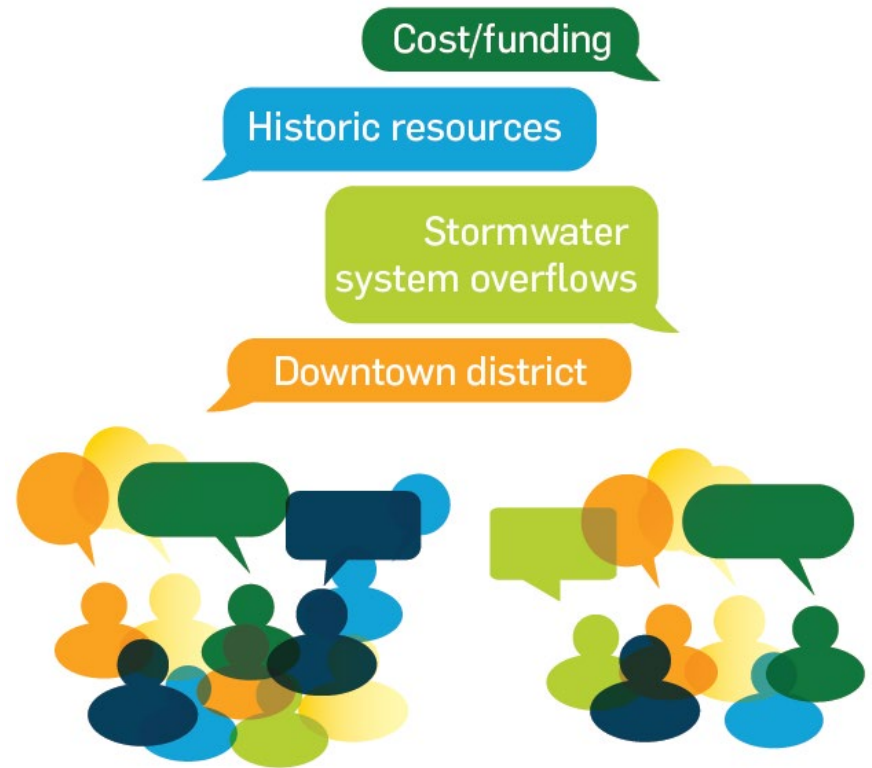 Cost/funding
Historic resources
Stormwater
system overflows
Downtown district